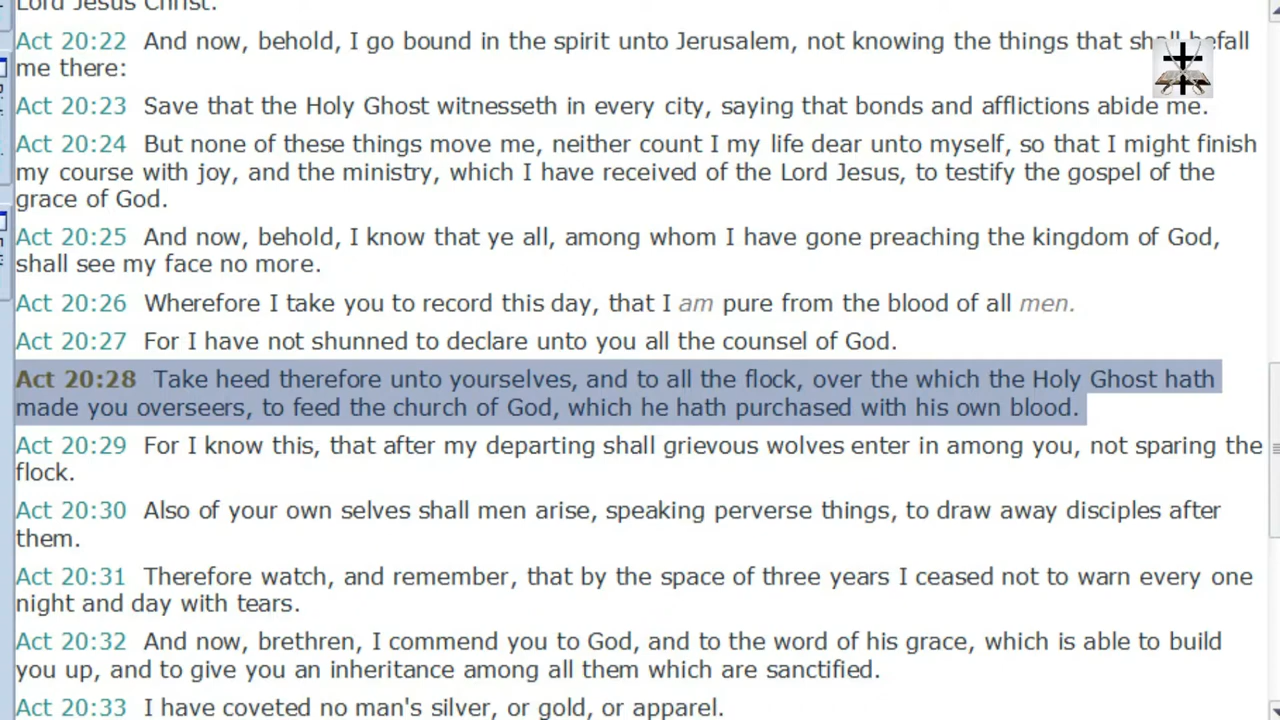 Lord Jesus Christ.
Act 20:22 And now, behold, I go bound in the spirit unto Jerusalem, not knowing the things that shall befall
me there:
Act 20:23 Save that the Holy Ghost witnesseth in every city, saying that bonds and afflictions abide me.
Act 20:24 But none of these things move me, neither count I my life dear unto myself, so that I might finish
my course with joy, and the ministry, which I have received of the Lord Jesus, to testify the gospel of the
grace of God.
Act 20:25 And now, behold, I know that ye all, among whom I have gone preaching the kingdom of God,
shall see my face no more.
Act 20:26 Wherefore I take you to record this day, that I am pure from the blood of all men.
Act 20:27 For I have not shunned to declare unto you all the counsel of God.
Act 20:28 Take heed therefore unto yourselves, and to all the flock, over the which the Holy Ghost hath
made you overseers, to feed the church of God, which he hath purchased with his own blood.
Act 20:29 For I know this, that after my departing shall grievous wolves enter in among you, not sparing the
flock.
Act 20:30 Also of your own selves shall men arise, speaking perverse things, to draw away disciples after
them.
Act 20:31 Therefore watch, and remember, that by the space of three years I ceased not to warn every one
night and day with tears.
Act 20:32 And now, brethren, I commend you to God, and to the word of his grace, which is able to build
you up, and to give you an inheritance among all them which are sanctified.
Act 20:33 I have coveted no man's silver, or gold, or apparel.